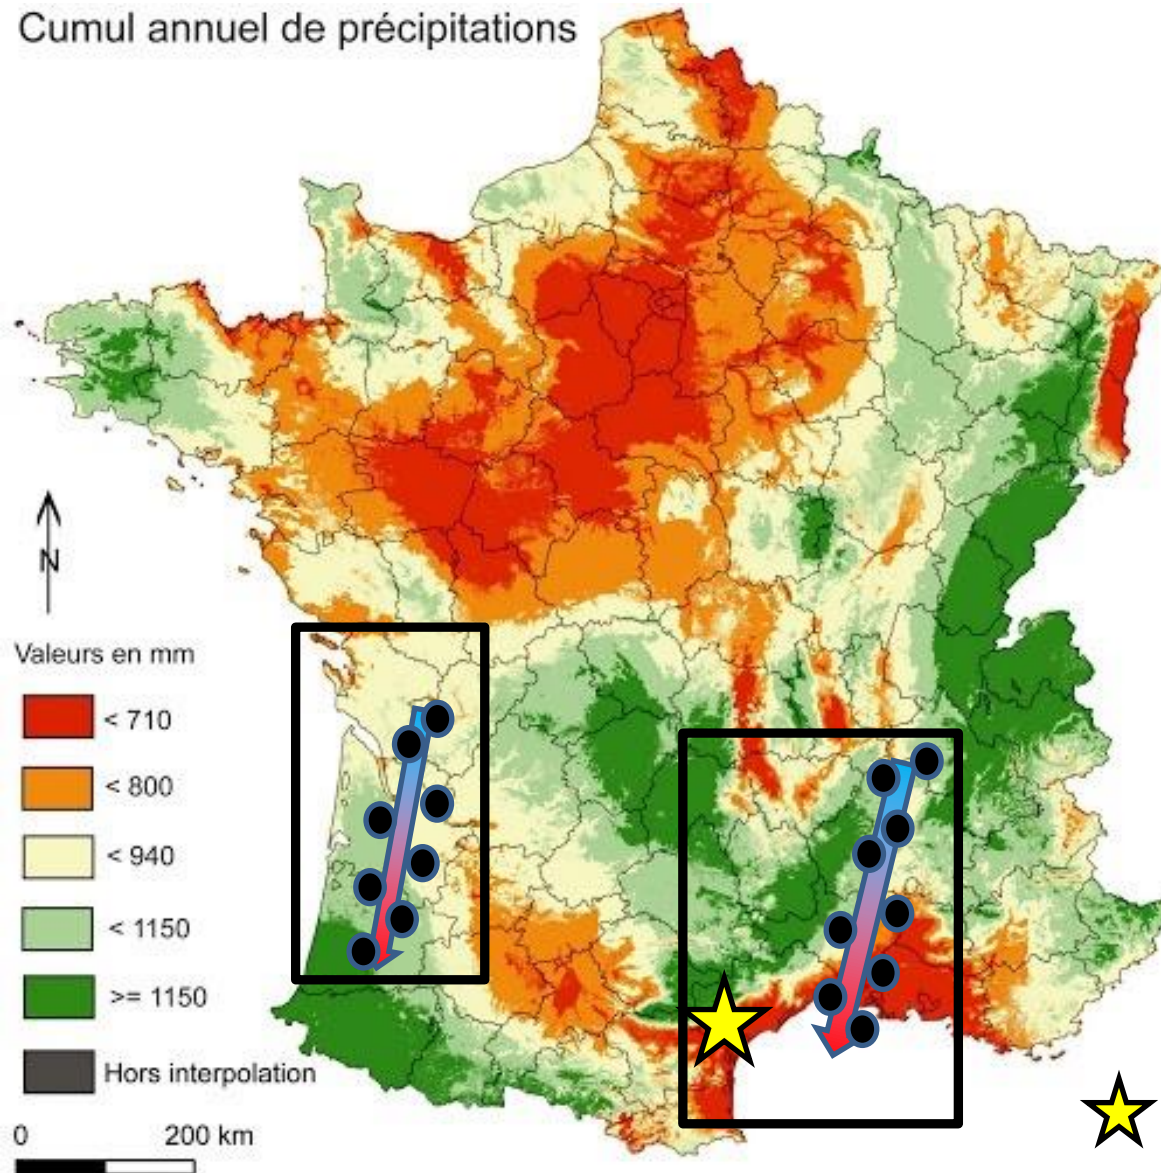 Cumul annuel de précipitations
N
Valeurs en mm
< 710
< 800
< 940
< 1150
>= 1150
Hors interpolation
0 200 km